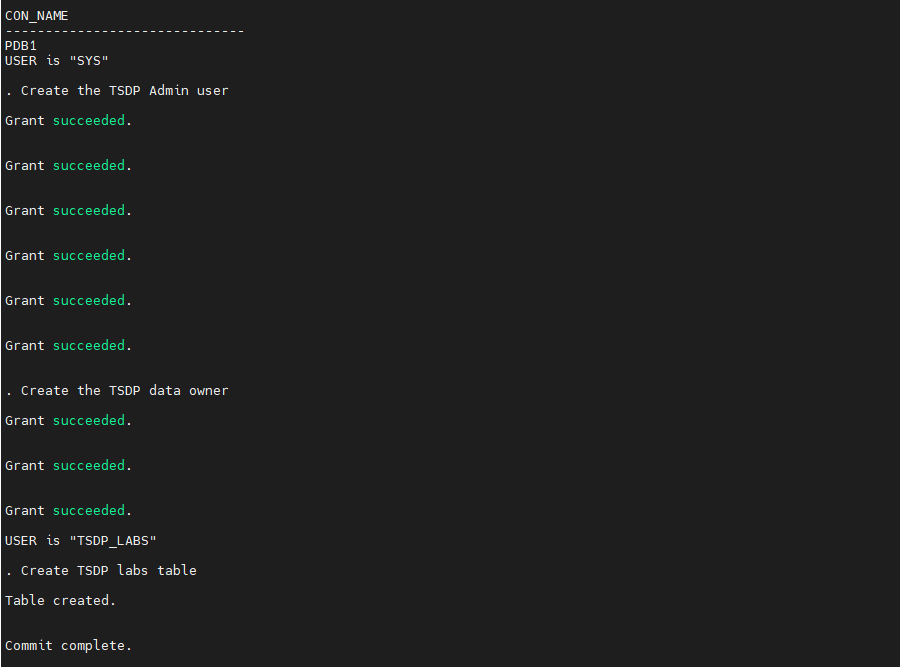 CON_NAME
------------------------------
PDB1
USER is "SYS"
. Create the TSDP Admin user
Grant succeeded.
Grant succeeded.
Grant succeeded.
Grant succeeded.
Grant succeeded.
Grant succeeded.
. Create the TSDP data owner
Grant succeeded.
Grant succeeded.
Grant succeeded.
USER is "TSDP_LABS"
. Create TSDP labs table
Table created.
Commit complete.